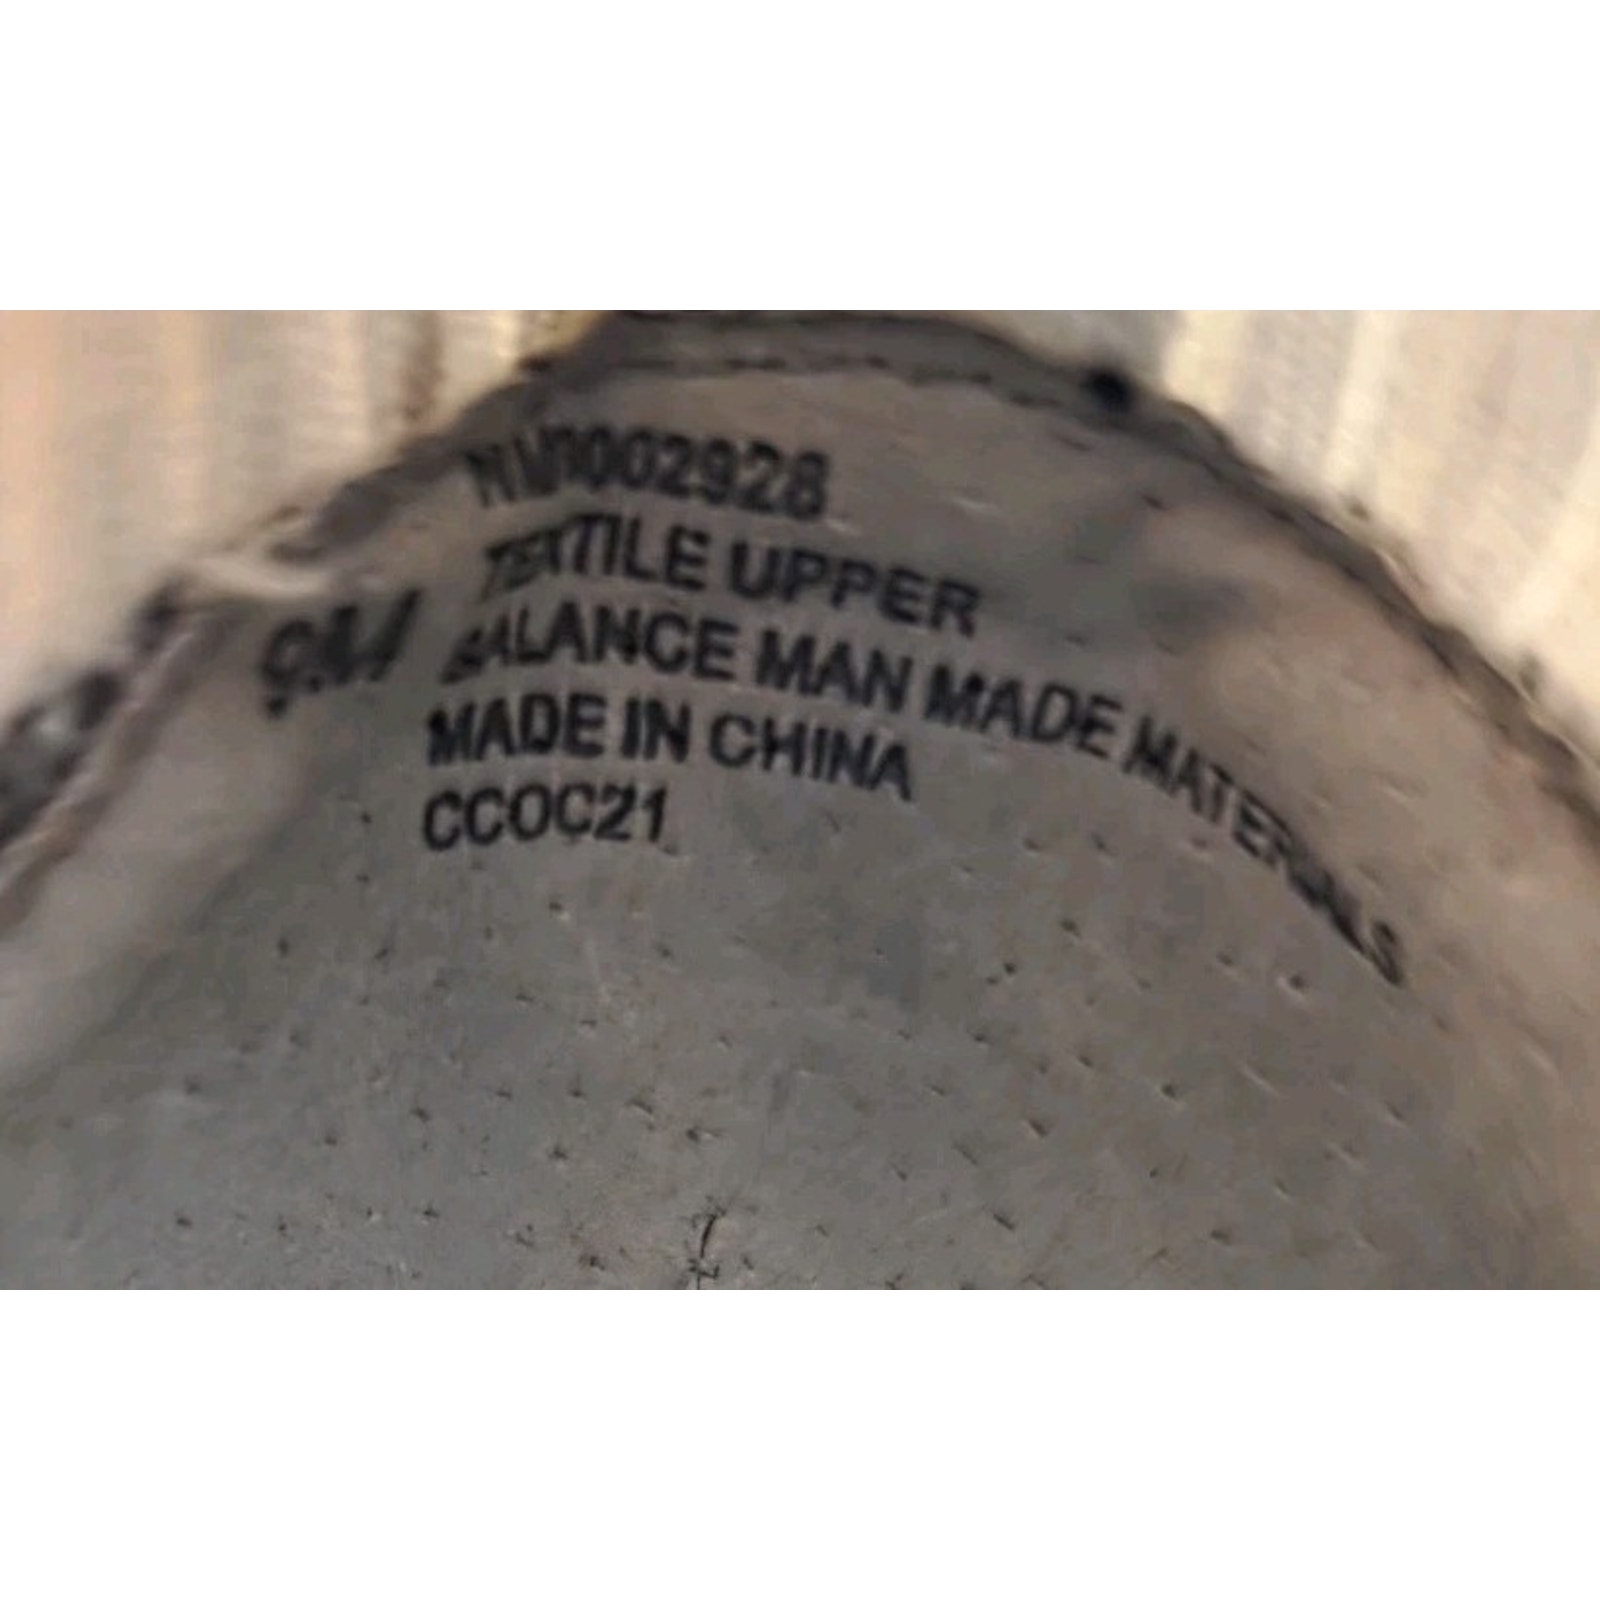 TEXTILE UPPER
BALANCE MAN MADE MATERIALS
MADE IN CHINA
CCOC21